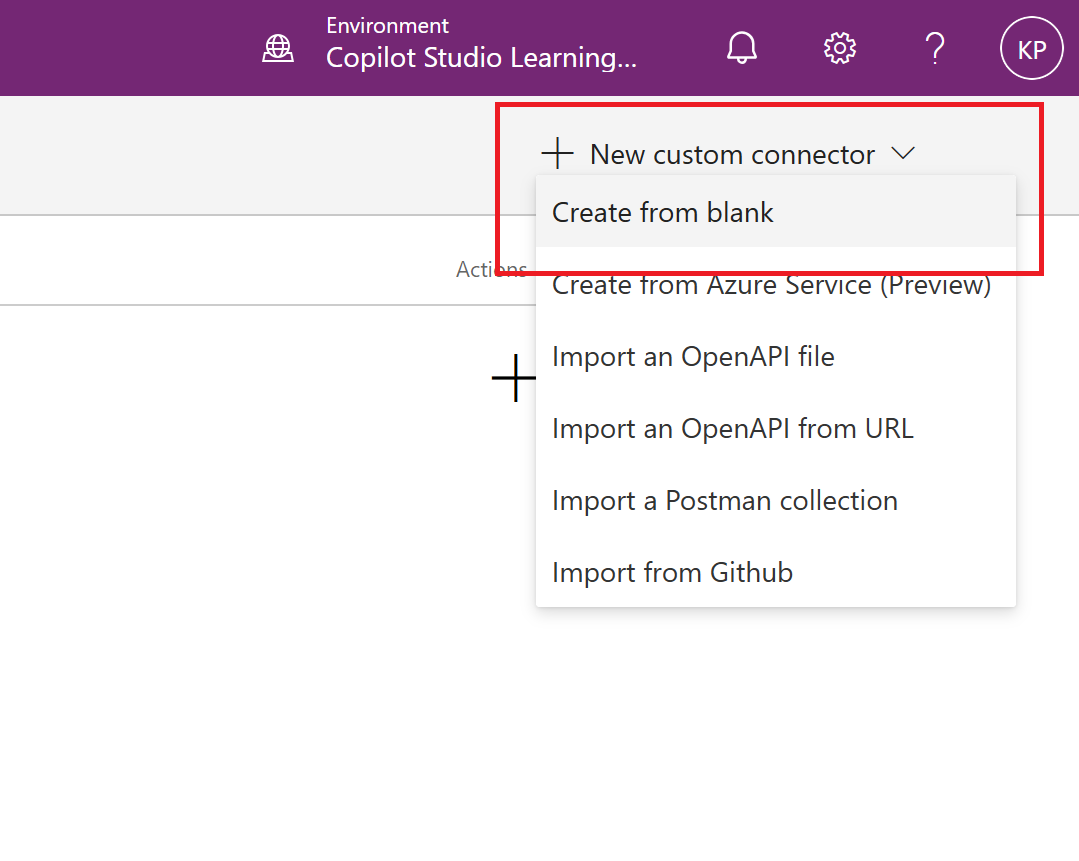 Environment
Copilot Studio Learning...
KP
New custom connector
Create from blank
Actions
Create from Azure Service (Preview)
Import an OpenAPI file
Import an OpenAPI from URL
Import a Postman collection
Import from Github